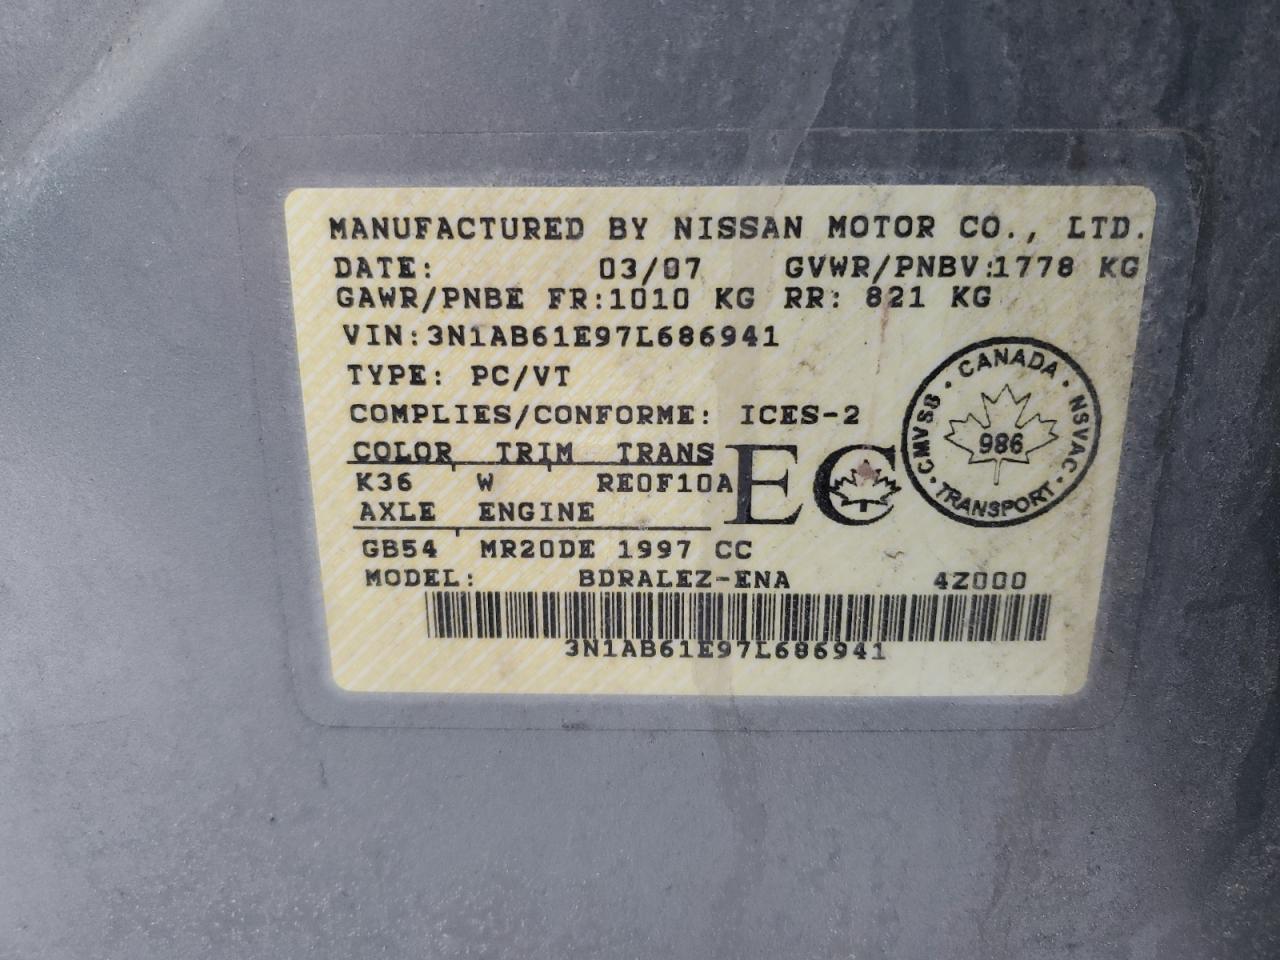 MANUFACTURED BY NISSAN MOTOR CO., LTD.
DATE: 03/07 GVWR/PNBV:1778 KG
GAWR/PNBE FR:1010 KG RR: 821 KG
VIN:3N1AB61E97L686941
TYPE: PC/VT
COMPLIES/CONFORME: ICES-2
COLOR TRIM TRANS
K36 W RE0F10A
AXLE ENGINE
GB54 MR20DE 1997 CC
MODEL: BDRALEZ-ENA 4Z000
3N1AB61E97L686941
EC
· CANADA · NSVAC · TRANSPORT · CMVSB
986